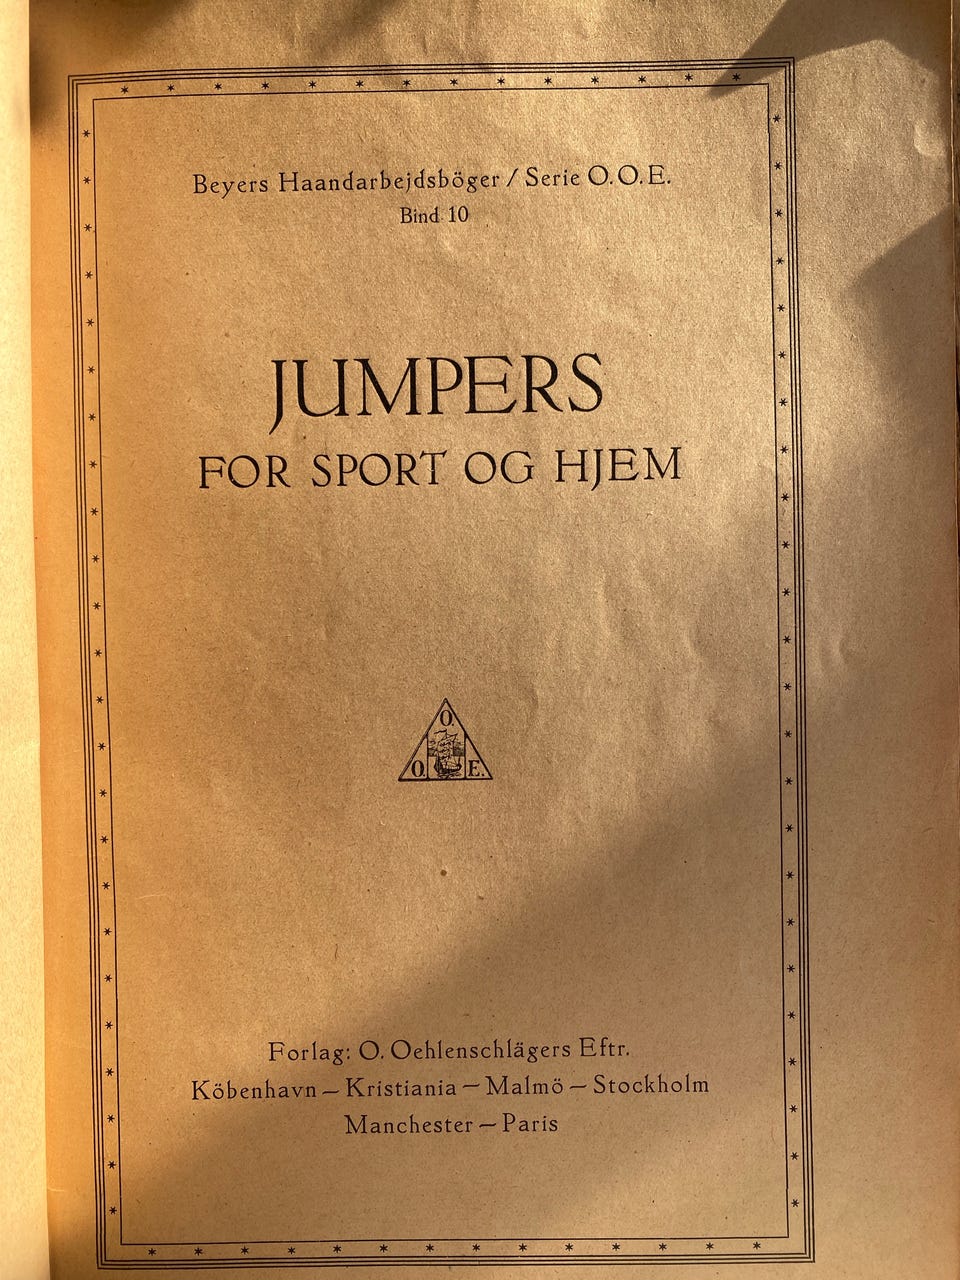 Beyers Haandarbejdsböger / Serie O.O.E.
Bind 10
JUMPERS
FOR SPORT OG HJEM
O.
O. E.
Forlag: O. Oehlenschlägers Eftr.
Köbenhavn – Kristiania – Malmö – Stockholm
Manchester – Paris